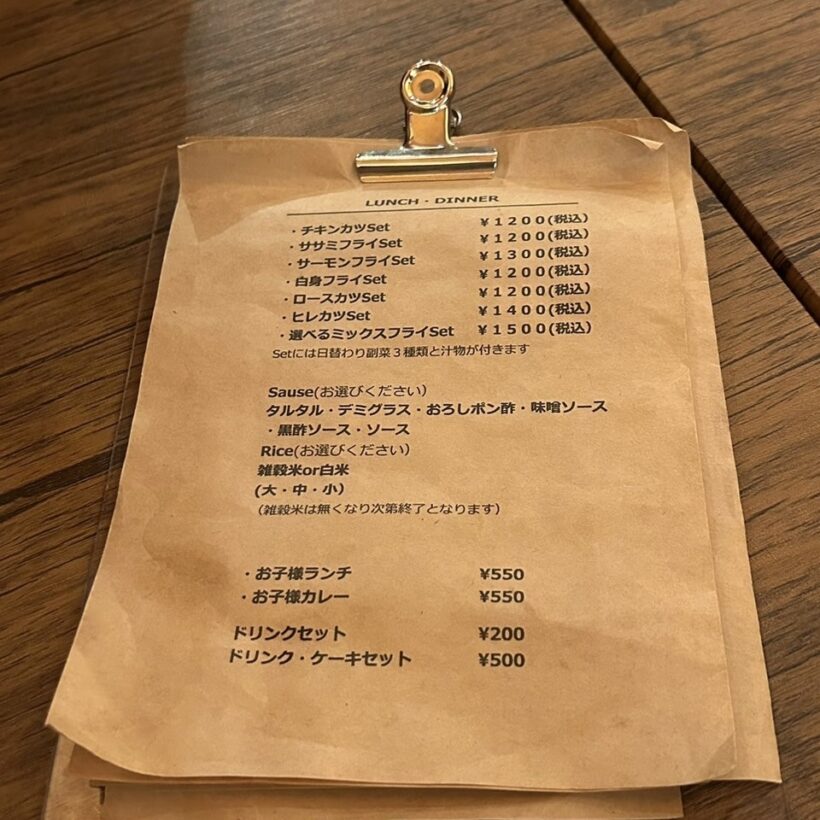 LUNCH・DINNER
・チキンカツSet ￥１２００(税込)
・ササミフライSet ￥１２００(税込)
・サーモンフライSet ￥１３００(税込)
・白身フライSet ￥１２００(税込)
・ロースカツSet ￥１２００(税込)
・ヒレカツSet ￥１４００(税込)
・選べるミックスフライSet ￥１５００(税込)
Setには日替わり副菜３種類と汁物が付きます
Sause(お選びください)
タルタル・デミグラス・おろしポン酢・味噌ソース
・黒酢ソース・ソース
Rice(お選びください)
雑穀米or白米
(大・中・小)
(雑穀米は無くなり次第終了となります)
・お子様ランチ ¥550
・お子様カレー ¥550
ドリンクセット ¥200
ドリンク・ケーキセット ¥500